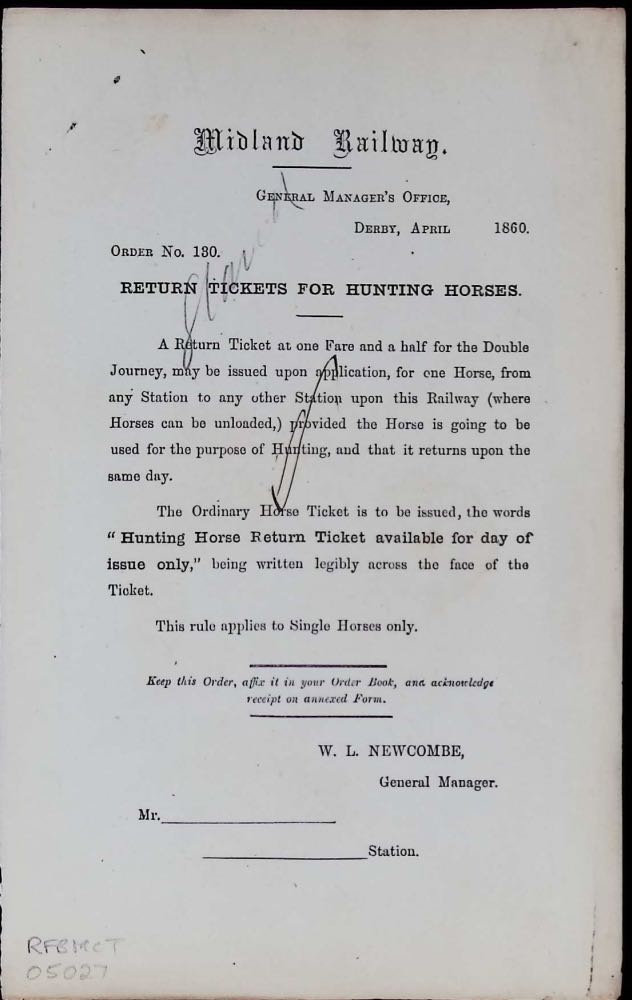 Midland Railway.
GENERAL MANAGER'S OFFICE,
DERBY, APRIL 1860.
ORDER NO. 130.
RETURN TICKETS FOR HUNTING HORSES.
A Return Ticket at one Fare and a half for the Double
Journey, may be issued upon application, for one Horse, from
any Station to any other Station upon this Railway (where
Horses can be unloaded,) provided the Horse is going to be
used for the purpose of Hunting, and that it returns upon the
same day.
The Ordinary Horse Ticket is to be issued, the words
"Hunting Horse Return Ticket available for day of
issue only," being written legibly across the face of the
Ticket.
This rule applies to Single Horses only.
Keep this Order, affix it in your Order Book, and acknowledge
receipt on annexed Form.
W. L. NEWCOMBE,
General Manager.
Mr.
Station.
RFBMCT
05027